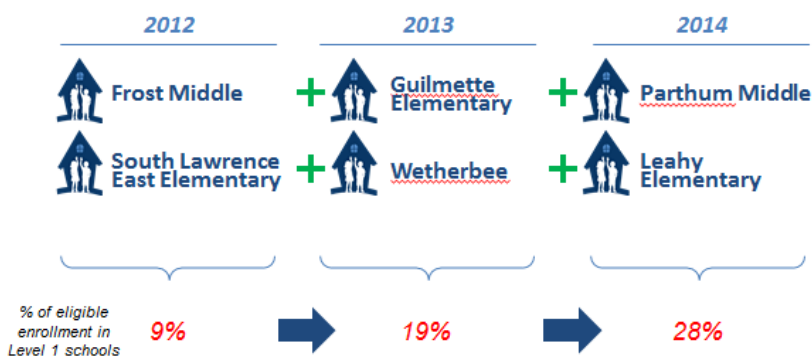 2012 2013 2014
Frost Middle + Guilmette Elementary + Parthum Middle
South Lawrence East Elementary + Wetherbee + Leahy Elementary
% of eligible
enrollment in
Level 1 schools
9% 19% 28%